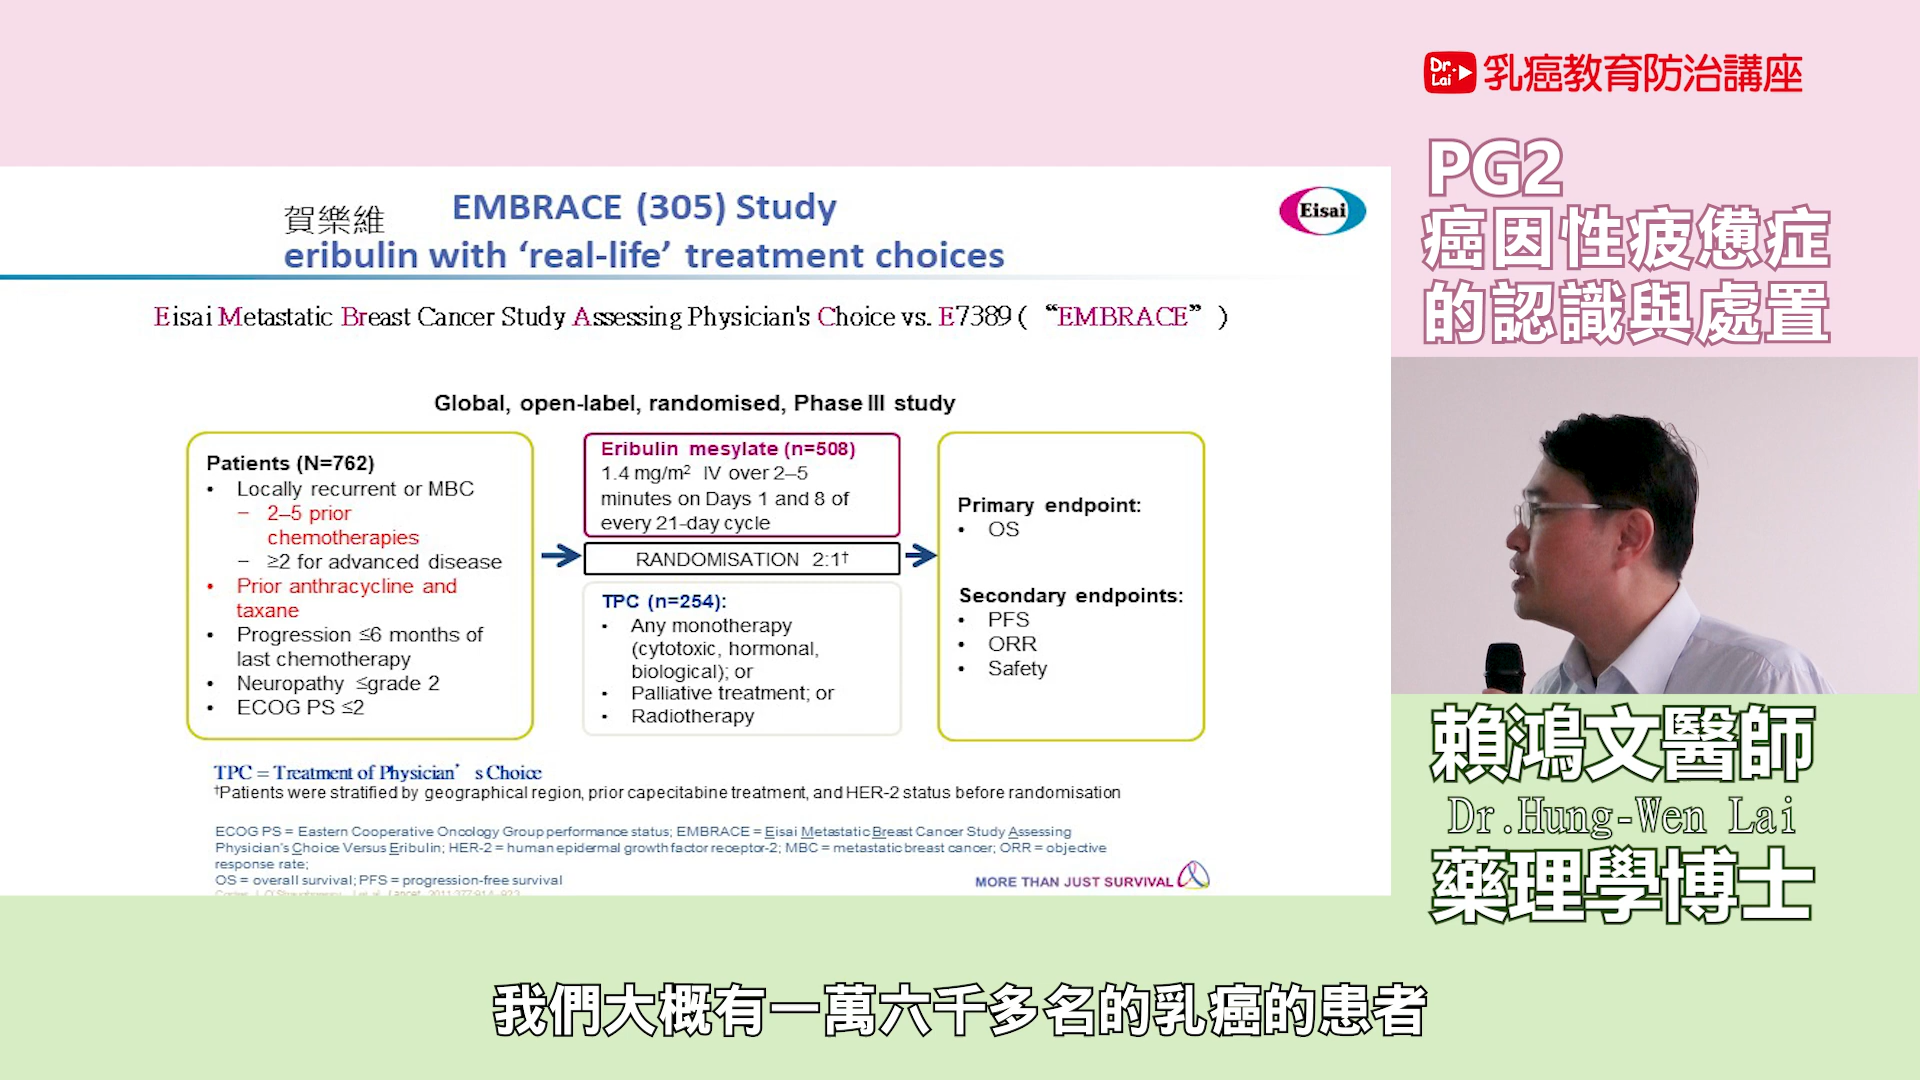 Dr. Lai 乳癌教育防治講座
PG2
癌因性疲憊症
的認識與處置
賀樂維 EMBRACE (305) Study
eribulin with ‘real-life’ treatment choices
Eisai
Eisai Metastatic Breast Cancer Study Assessing Physician's Choice vs. E7389 ( “EMBRACE” )
Global, open-label, randomised, Phase III study
Patients (N=762)
• Locally recurrent or MBC
– 2–5 prior
chemotherapies
– ≥2 for advanced disease
• Prior anthracycline and
taxane
• Progression ≤6 months of
last chemotherapy
• Neuropathy ≤grade 2
• ECOG PS ≤2
Eribulin mesylate (n=508)
1.4 mg/m² IV over 2–5
minutes on Days 1 and 8 of
every 21-day cycle
RANDOMISATION 2:1†
TPC (n=254):
• Any monotherapy
(cytotoxic, hormonal,
biological); or
• Palliative treatment; or
• Radiotherapy
Primary endpoint:
• OS
Secondary endpoints:
• PFS
• ORR
• Safety
TPC = Treatment of Physician’s Choice
†Patients were stratified by geographical region, prior capecitabine treatment, and HER-2 status before randomisation
ECOG PS = Eastern Cooperative Oncology Group performance status; EMBRACE = Eisai Metastatic Breast Cancer Study Assessing
Physician's Choice Versus Eribulin; HER-2 = human epidermal growth factor receptor-2; MBC = metastatic breast cancer; ORR = objective
response rate;
OS = overall survival; PFS = progression-free survival
MORE THAN JUST SURVIVAL
賴鴻文醫師
Dr.Hung-Wen Lai
藥理學博士
我們大概有一萬六千多名的乳癌的患者